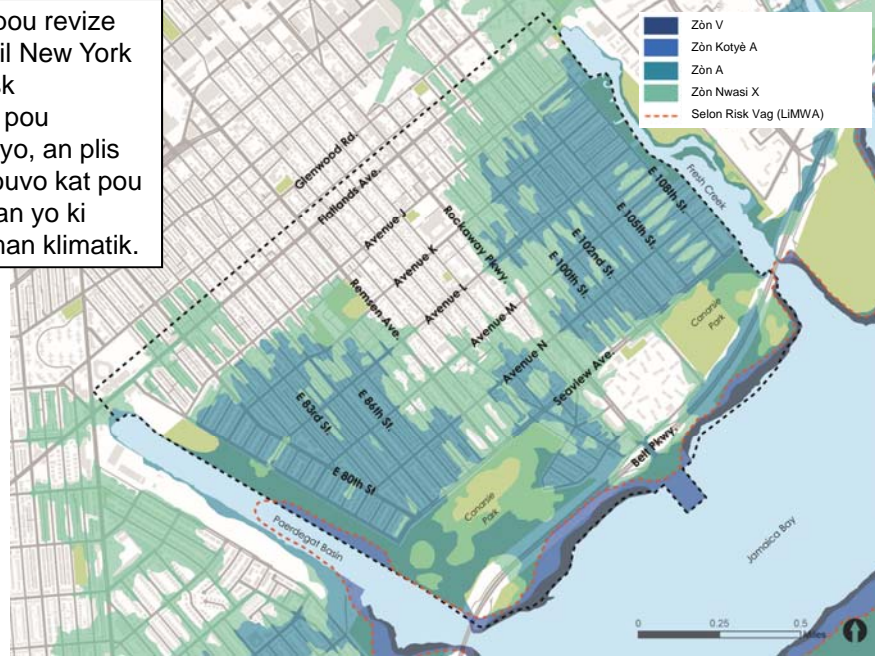 pou revize
il New York
sk
pou
yo, an plis
ouvo kat pou
an yo ki
nan klimatik.
Zòn V
Zòn Kotyè A
Zòn A
Zòn Nwasi X
Selon Risk Vag (LiMWA)
Glenwood Rd.
Flatlands Ave.
Avenue J
Avenue K
Avenue L
Avenue M
Avenue N
Remsen Ave.
Rockaway Pkwy.
E 108th St.
E 105th St.
E 102nd St.
E 100th St.
Fresh Creek
Canarsie
Park
Seaview Ave.
Belt Pkwy.
E 83rd St.
E 86th St.
E 80th St
Canarsie
Park
Paerdegat Basin
Jamaica Bay
0 0.25 0.5
Miles